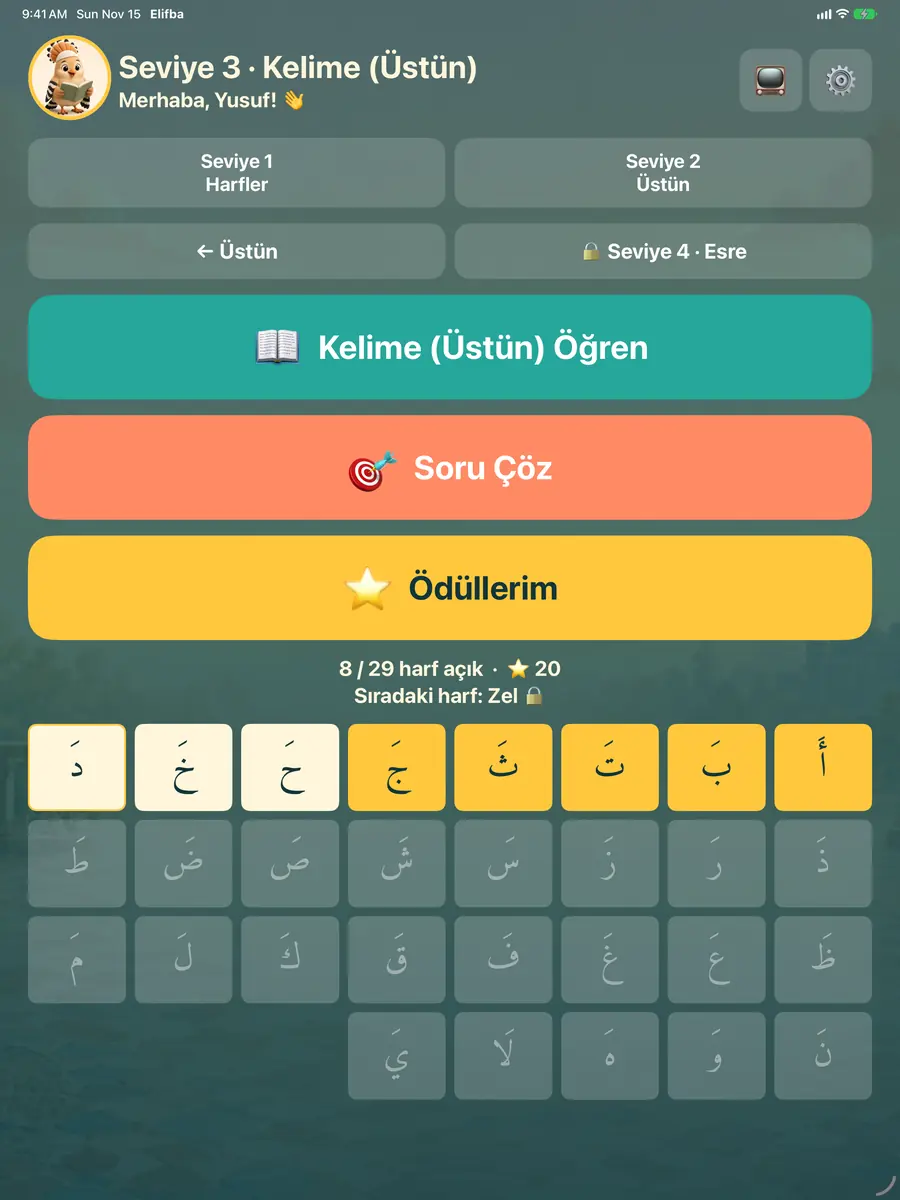 9:41 AM Sun Nov 15 Elifba
Seviye 3 · Kelime (Üstün)
Merhaba, Yusuf! 👋
Seviye 1
Harfler
Seviye 2
Üstün
← Üstün
🔒 Seviye 4 · Esre
📖 Kelime (Üstün) Öğren
🎯 Soru Çöz
⭐ Ödüllerim
8 / 29 harf açık · ⭐ 20
Sıradaki harf: Zel 🔒
أَ بَ تَ ثَ جَ حَ خَ دَ
ذَ رَ زَ سَ شَ صَ ضَ طَ
ظَ عَ غَ فَ قَ كَ لَ مَ
نَ وَ هَ لَا يَ